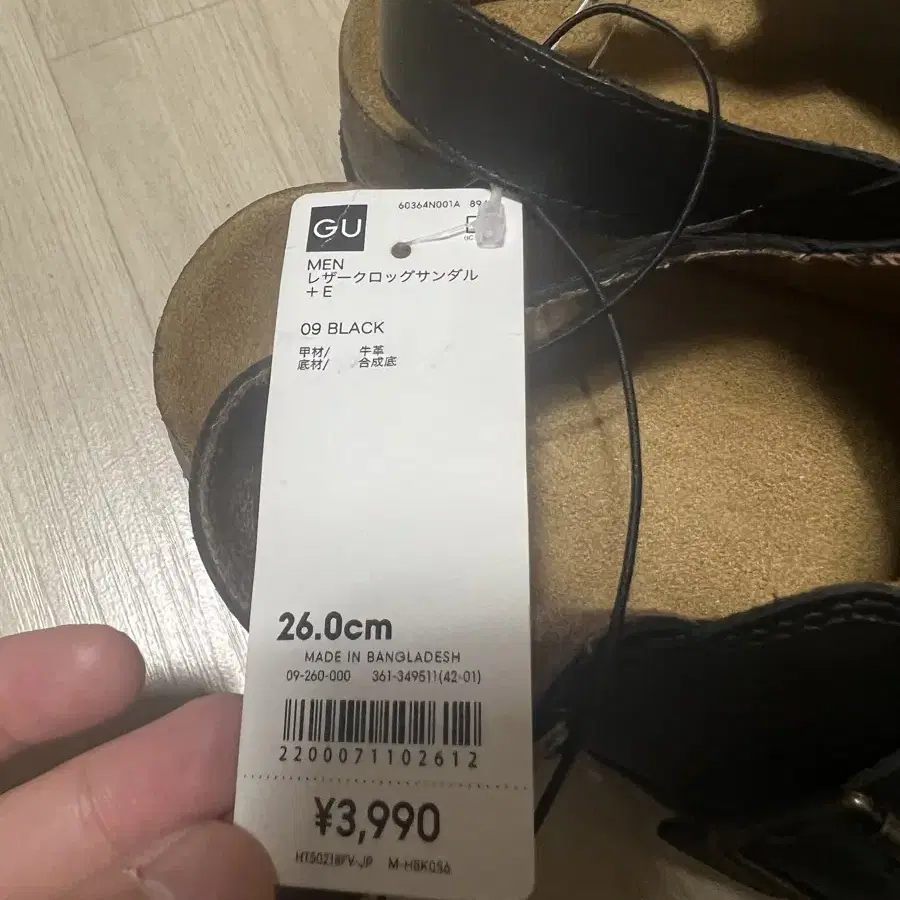 GU
60364N001A
MEN
レザークロッグサンダル
+E
09 BLACK
甲材/ 牛革
底材/ 合成底
26.0cm
MADE IN BANGLADESH
09-260-000 361-349511(42-01)
2200071102612
¥3,990